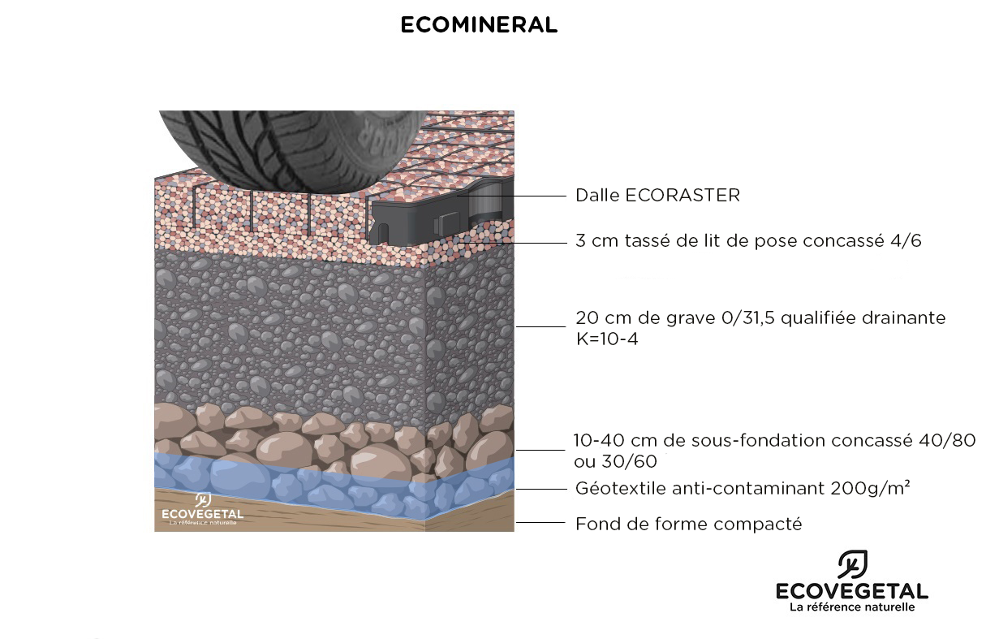 ECOMINERAL
Dalle ECORASTER
3 cm tassé de lit de pose concassé 4/6
20 cm de grave 0/31,5 qualifiée drainante
K=10-4
10-40 cm de sous-fondation concassé 40/80
ou 30/60
Géotextile anti-contaminant 200g/m²
Fond de forme compacté
ECOVEGETAL
La référence naturelle
ECOVEGETAL
La référence naturelle